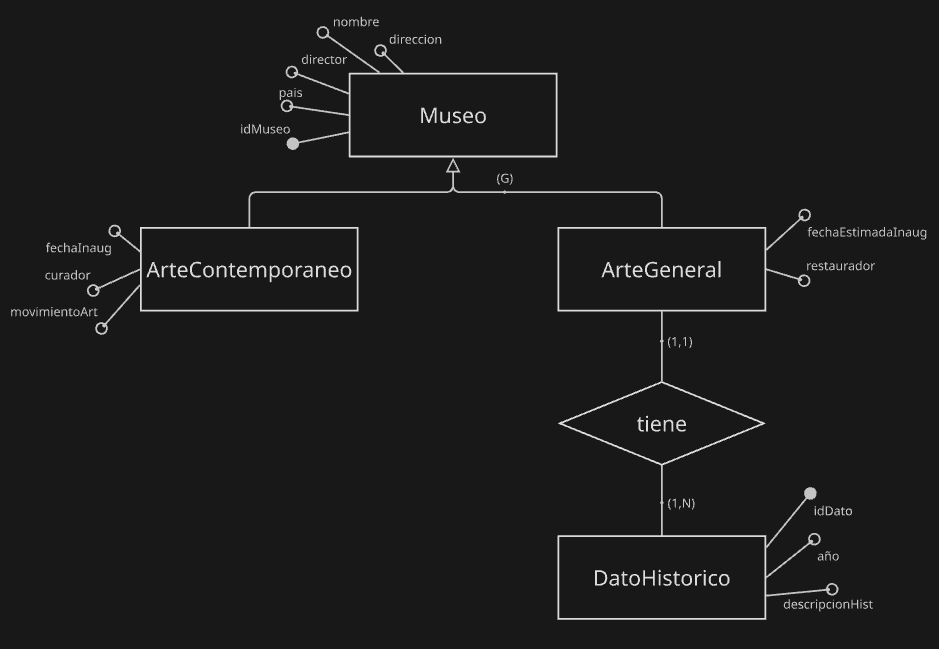 nombre
direccion
director
pais
idMuseo
Museo
(G)
fechaInaug
curador
movimientoArt
ArteContemporaneo
ArteGeneral
fechaEstimadaInaug
restaurador
(1,1)
tiene
(1,N)
idDato
año
descripcionHist
DatoHistorico